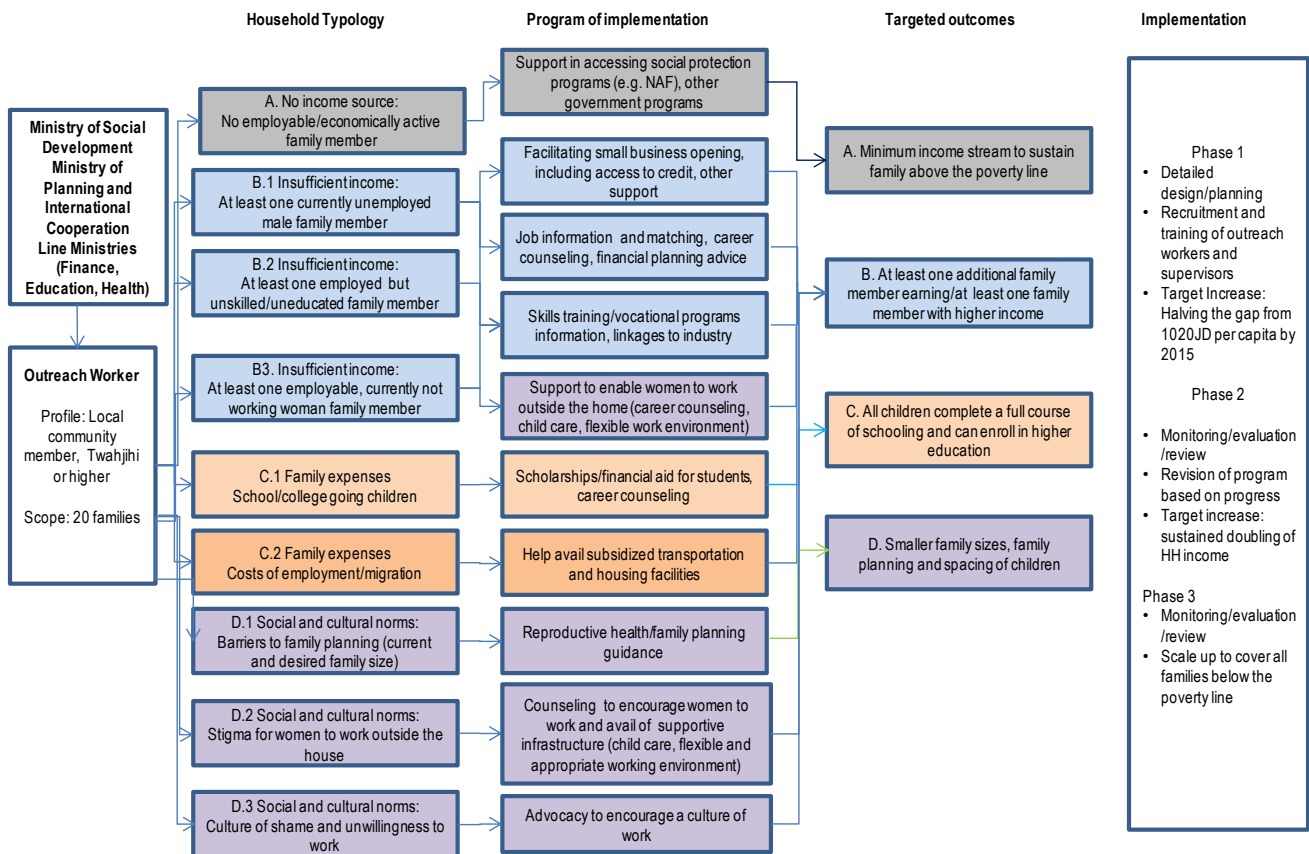 Household Typology
Program of implementation
Targeted outcomes
Implementation
Ministry of Social
Development
Ministry of
Planning and
International
Cooperation
Line Ministries
(Finance,
Education, Health)
Outreach Worker
Profile: Local
community
member, Twahjihi
or higher
Scope: 20 families
A. No income source:
No employable/economically active
family member
B.1 Insufficient income:
At least one currently unemployed
male family member
B.2 Insufficient income:
At least one employed but
unskilled/uneducated family member
B3. Insufficient income:
At least one employable, currently not
working woman family member
C.1 Family expenses
School/college going children
C.2 Family expenses
Costs of employment/migration
D.1 Social and cultural norms:
Barriers to family planning (current
and desired family size)
D.2 Social and cultural norms:
Stigma for women to work outside the
house
D.3 Social and cultural norms:
Culture of shame and unwillingness to
work
Support in accessing social protection
programs (e.g. NAF), other
government programs
Facilitating small business opening,
including access to credit, other
support
Job information and matching, career
counseling, financial planning advice
Skills training/vocational programs
information, linkages to industry
Support to enable women to work
outside the home (career counseling,
child care, flexible work environment)
Scholarships/financial aid for students,
career counseling
Help avail subsidized transportation
and housing facilities
Reproductive health/family planning
guidance
Counseling to encourage women to
work and avail of supportive
infrastructure (child care, flexible and
appropriate working environment)
Advocacy to encourage a culture of
work
A. Minimum income stream to sustain
family above the poverty line
B. At least one additional family
member earning/at least one family
member with higher income
C. All children complete a full course
of schooling and can enroll in higher
education
D. Smaller family sizes, family
planning and spacing of children
Phase 1
• Detailed
design/planning
• Recruitment and
training of outreach
workers and
supervisors
• Target Increase:
Halving the gap from
1020JD per capita by
2015
Phase 2
• Monitoring/evaluation
/review
• Revision of program
based on progress
• Target increase:
sustained doubling of
HH income
Phase 3
• Monitoring/evaluation
/review
• Scale up to cover all
families below the
poverty line